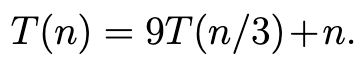 T(n) = 9T(n/3)+n.